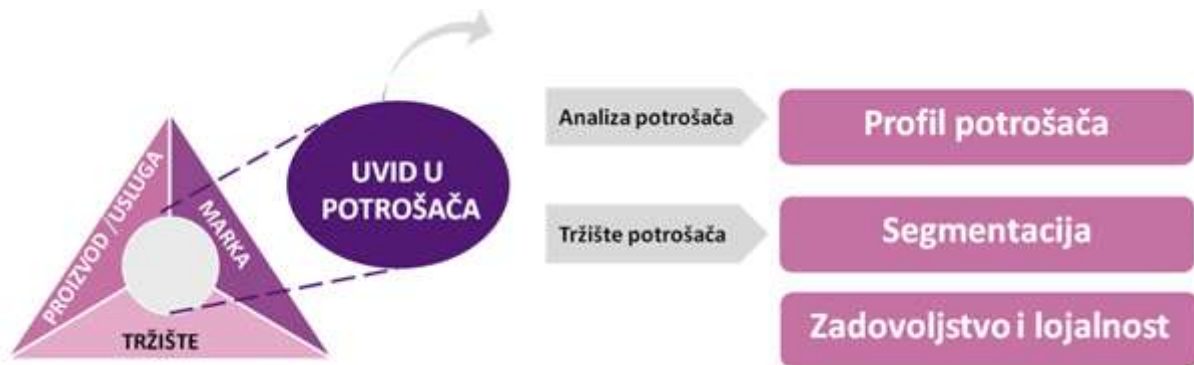 PROIZVOD /USLUGA
MARKA
TRŽIŠTE
UVID U
POTROŠAČA
Analiza potrošača
Profil potrošača
Tržište potrošača
Segmentacija
Zadovoljstvo i lojalnost